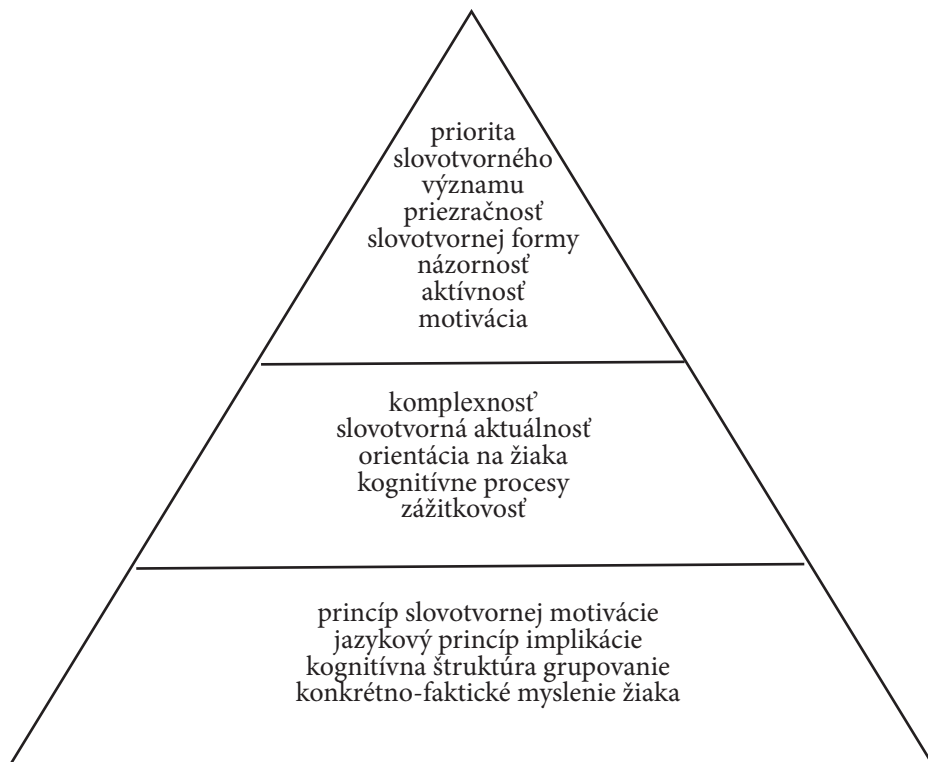 priorita
slovotvorného
významu
priezračnosť
slovotvornej formy
názornosť
aktívnosť
motivácia
komplexnosť
slovotvorná aktuálnosť
orientácia na žiaka
kognitívne procesy
zážitkovosť
princíp slovotvornej motivácie
jazykový princíp implikácie
kognitívna štruktúra grupovanie
konkrétno-faktické myslenie žiaka